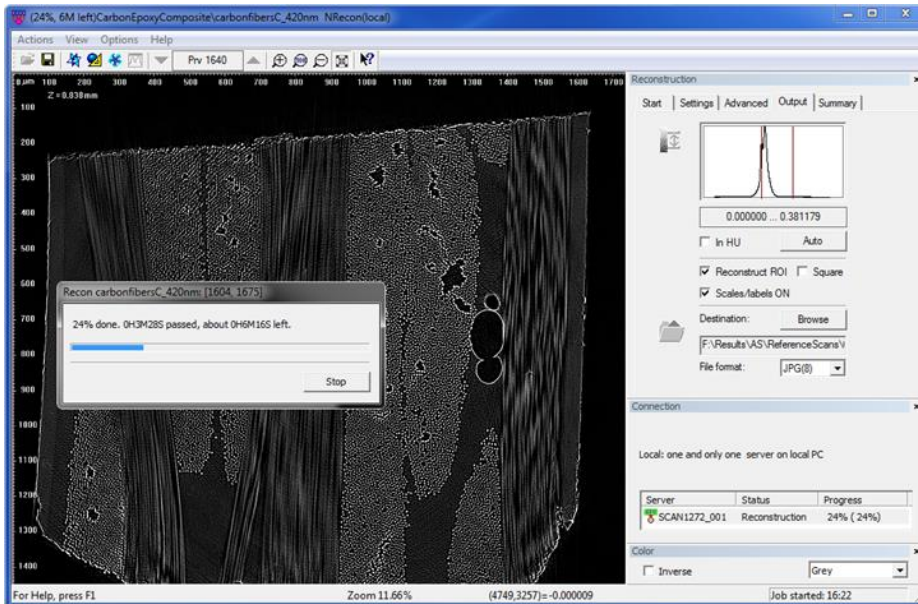 (24%, 6M left)CarbonEpoxyComposite\carbonfibersC_420nm NRecon(local)
Actions View Options Help
Prv 1640
0 µm 100 200 300 400 500 600 700 800 900 1000 1100 1200 1300 1400 1500 1600 1700
Z = 0.838mm
100
200
300
400
500
600
700
800
900
1000
1100
1200
1300
1400
Recon carbonfibersC_420nm: [1604, 1675]
24% done. 0H3M28S passed, about 0H6M16S left.
Stop
Reconstruction
Start Settings Advanced Output Summary
0.000000 ... 0.381179
In HU Auto
Reconstruct ROI Square
Scales/labels ON
Destination: Browse
F:\Results\AS\ReferenceScans\
File format: JPG(8)
Connection
Local: one and only one server on local PC
Server Status Progress
SCAN1272_001 Reconstruction 24% ( 24%)
Color
Inverse Grey
For Help, press F1 Zoom 11.66% (4749,3257)=-0.000009 Job started: 16:22